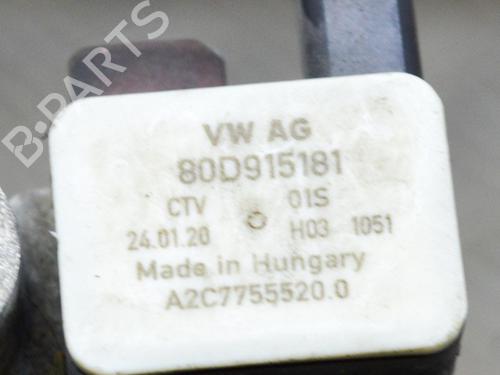 B-PARTS
VW AG
80D915181
CTV 01S
24.01.20 H03 1051
Made in Hungary
A2C7755520.0